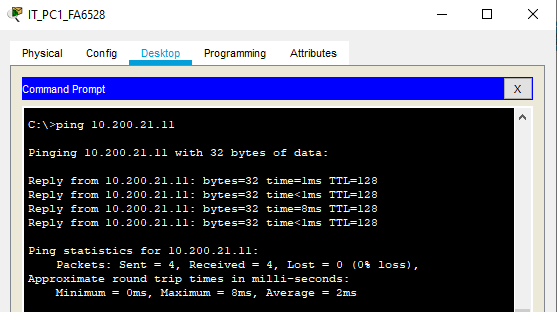 IT_PC1_FA6528
Physical Config Desktop Programming Attributes
Command Prompt X
C:\>ping 10.200.21.11
Pinging 10.200.21.11 with 32 bytes of data:
Reply from 10.200.21.11: bytes=32 time=1ms TTL=128
Reply from 10.200.21.11: bytes=32 time<1ms TTL=128
Reply from 10.200.21.11: bytes=32 time=8ms TTL=128
Reply from 10.200.21.11: bytes=32 time<1ms TTL=128
Ping statistics for 10.200.21.11:
Packets: Sent = 4, Received = 4, Lost = 0 (0% loss),
Approximate round trip times in milli-seconds:
Minimum = 0ms, Maximum = 8ms, Average = 2ms